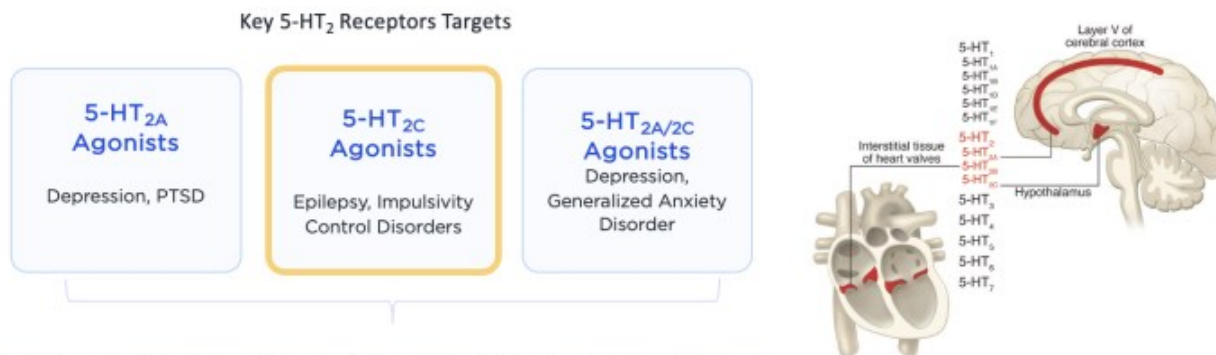 Key 5-HT₂ Receptors Targets
5-HT₂A
Agonists
Depression, PTSD
5-HT₂C
Agonists
Epilepsy, Impulsivity
Control Disorders
5-HT₂A/₂C
Agonists
Depression,
Generalized Anxiety
Disorder
Layer V of
cerebral cortex
5-HT₁
5-HT₁A
5-HT₁B
5-HT₁D
5-HT₁E
5-HT₁F
5-HT₂
5-HT₂A
5-HT₂B
5-HT₂C
5-HT₃
5-HT₄
5-HT₅
5-HT₆
5-HT₇
Interstitial tissue
of heart valves
Hypothalamus